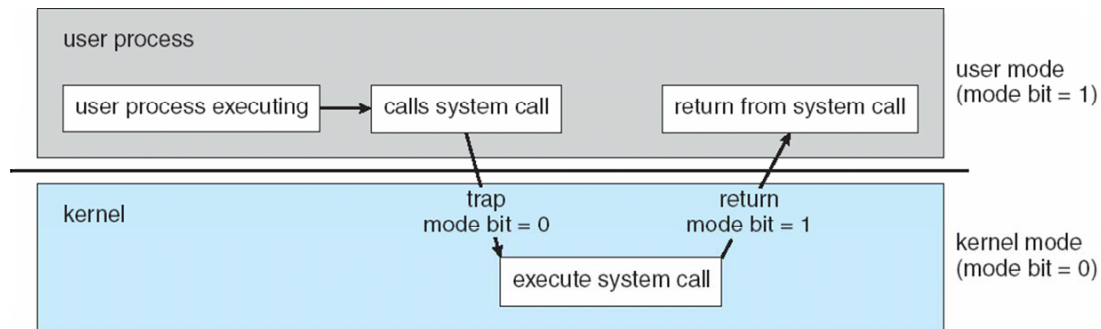 user process
user process executing
calls system call
return from system call
user mode
(mode bit = 1)
kernel
trap
mode bit = 0
return
mode bit = 1
execute system call
kernel mode
(mode bit = 0)